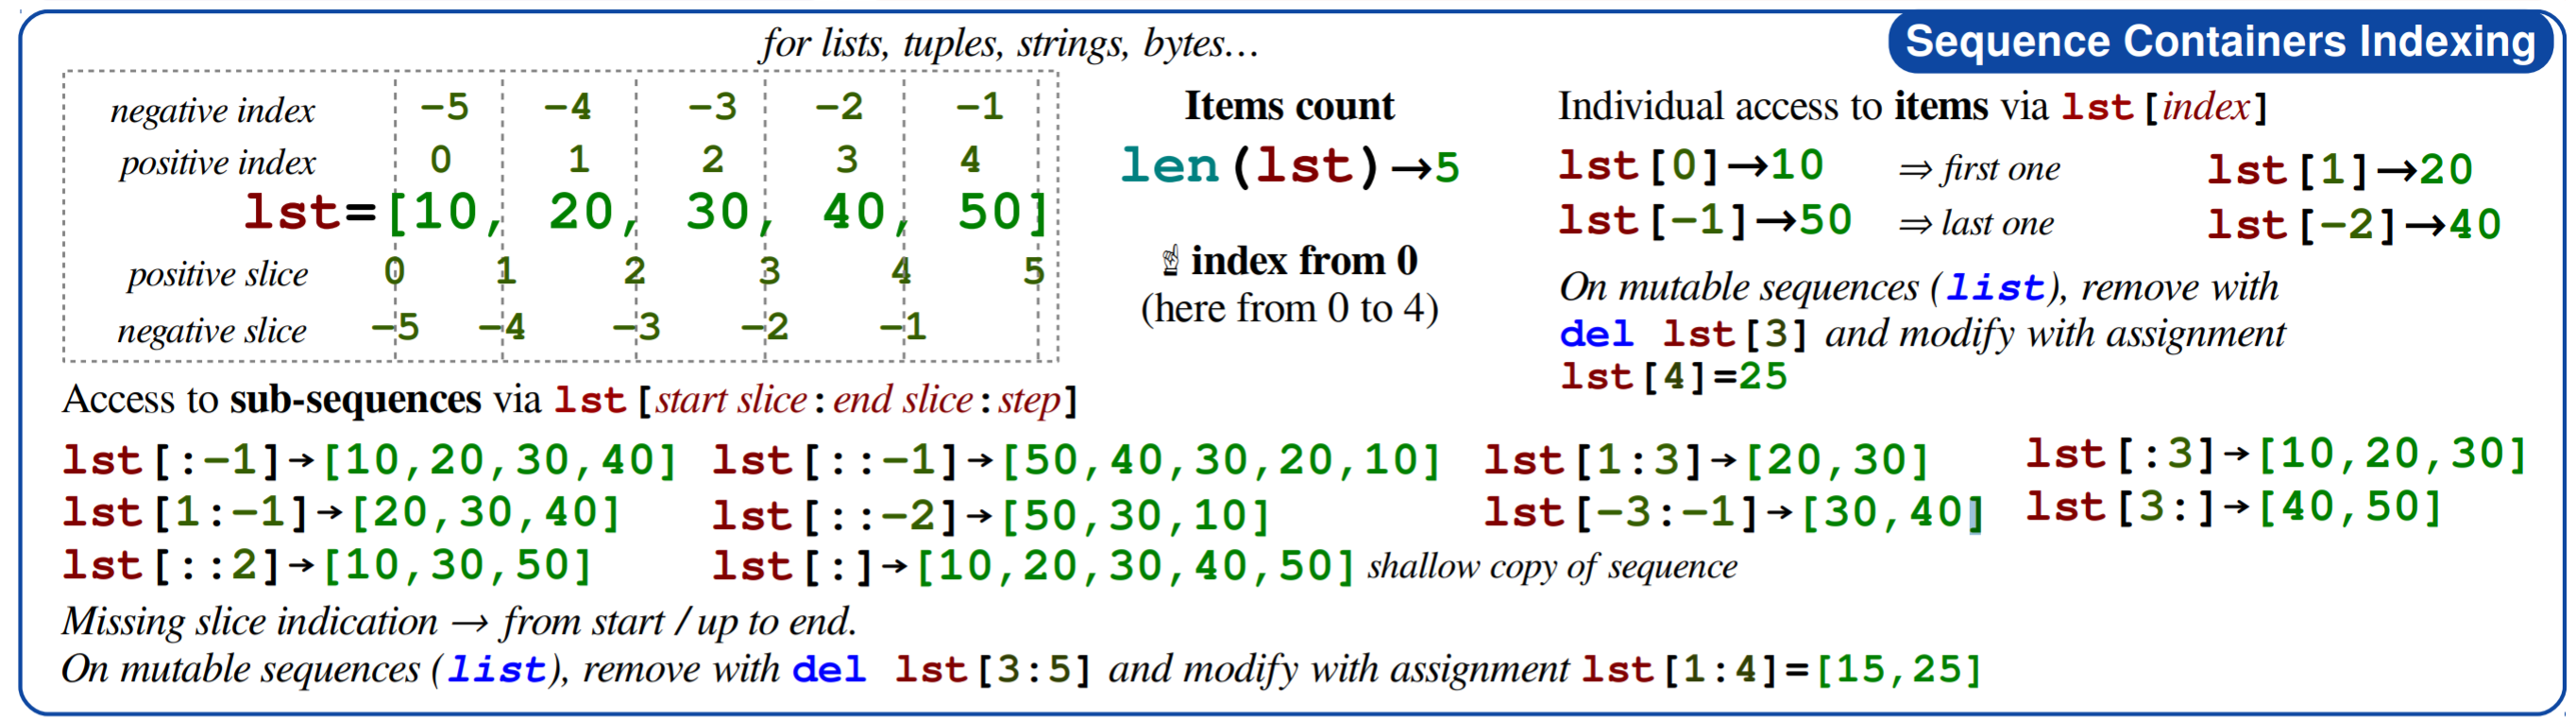 for lists, tuples, strings, bytes…
Sequence Containers Indexing
negative index −5 −4 −3 −2 −1
positive index 0 1 2 3 4
lst=[10, 20, 30, 40, 50]
positive slice 0 1 2 3 4 5
negative slice −5 −4 −3 −2 −1
Items count
len(lst)→5
☝ index from 0
(here from 0 to 4)
Individual access to items via lst[index]
lst[0]→10 ⇒ first one lst[1]→20
lst[−1]→50 ⇒ last one lst[−2]→40
On mutable sequences (list), remove with
del lst[3] and modify with assignment
lst[4]=25
Access to sub-sequences via lst[start slice:end slice:step]
lst[:−1]→[10,20,30,40] lst[::−1]→[50,40,30,20,10] lst[1:3]→[20,30] lst[:3]→[10,20,30]
lst[1:−1]→[20,30,40] lst[::−2]→[50,30,10] lst[−3:−1]→[30,40] lst[3:]→[40,50]
lst[::2]→[10,30,50] lst[:]→[10,20,30,40,50] shallow copy of sequence
Missing slice indication → from start / up to end.
On mutable sequences (list), remove with del lst[3:5] and modify with assignment lst[1:4]=[15,25]